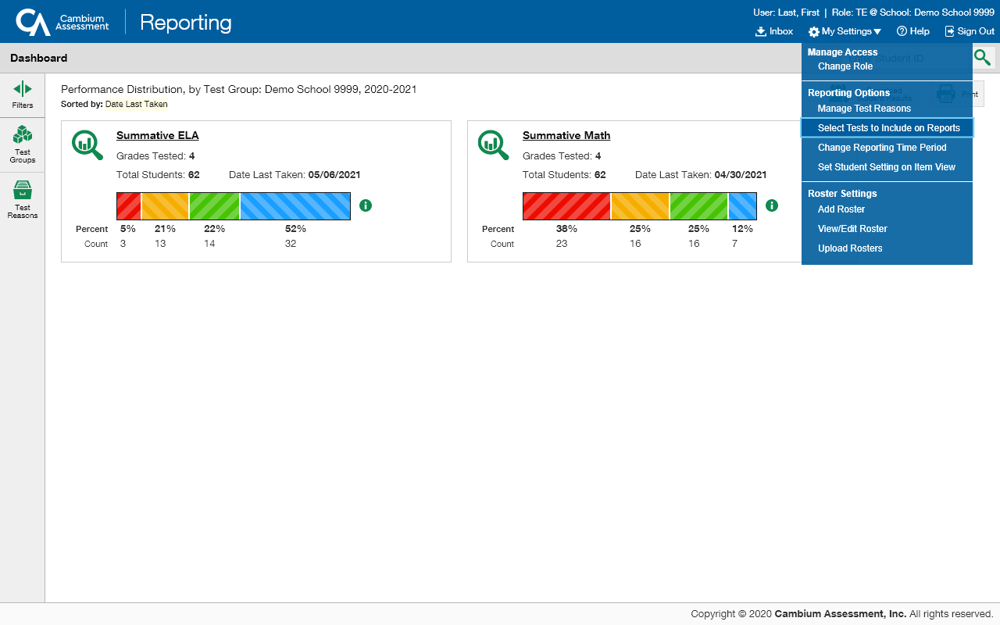 Cambium
Assessment
Reporting
User: Last, First | Role: TE @ School: Demo School 9999
Inbox
My Settings
Help
Sign Out
Dashboard
Enter Student ID
Manage Access
Change Role
Reporting Options
Manage Test Reasons
Select Tests to Include on Reports
Change Reporting Time Period
Set Student Setting on Item View
Roster Settings
Add Roster
View/Edit Roster
Upload Rosters
Print
Filters
Test
Groups
Test
Reasons
Performance Distribution, by Test Group: Demo School 9999, 2020-2021
Sorted by: Date Last Taken
Summative ELA
Grades Tested: 4
Total Students: 62 Date Last Taken: 05/06/2021
Percent 5% 21% 22% 52%
Count 3 13 14 32
Summative Math
Grades Tested: 4
Total Students: 62 Date Last Taken: 04/30/2021
Percent 38% 25% 25% 12%
Count 23 16 16 7
Copyright © 2020 Cambium Assessment, Inc. All rights reserved.